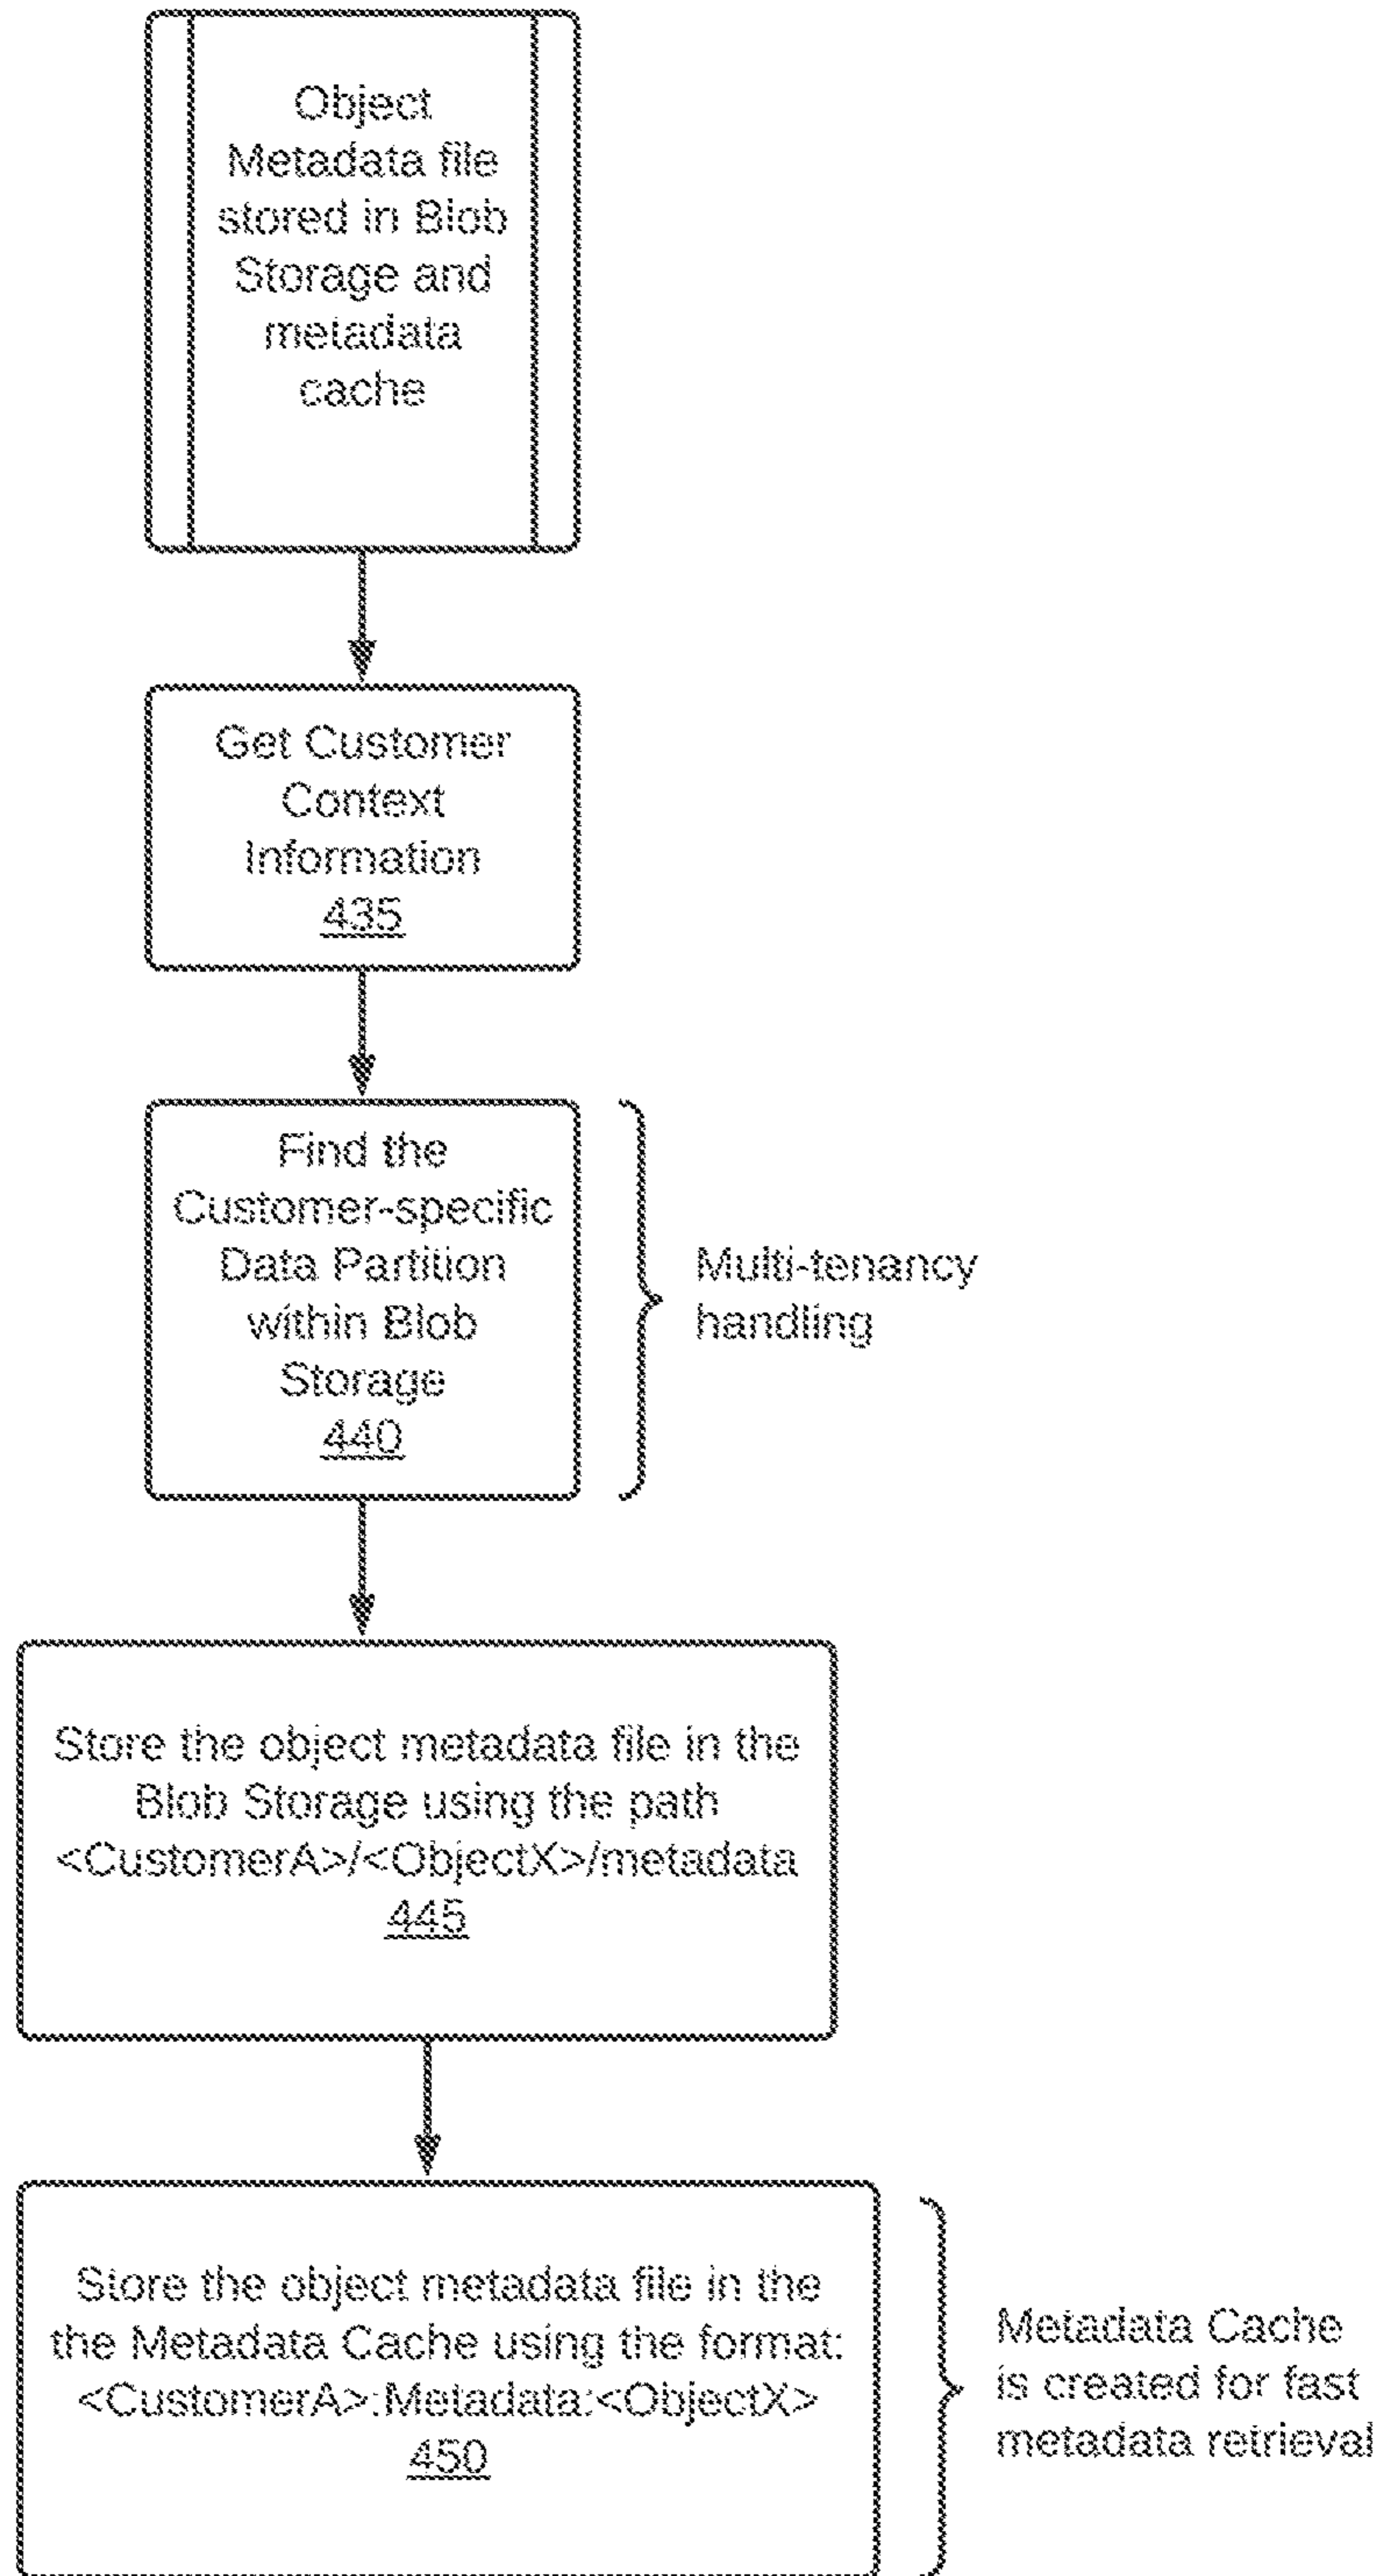 Object
Metadata file
stored in Blob
Storage and
metadata
cache
Get Customer
Context
Information
435
Find the
Customer-specific
Data Partition
within Blob
Storage
440
Multi-tenancy
handling
Store the object metadata file in the
Blob Storage using the path
<CustomerA>/<ObjectX>/metadata
445
Store the object metadata file in the
the Metadata Cache using the format:
<CustomerA>:Metadata:<ObjectX>
450
Metadata Cache
is created for fast
metadata retrieval